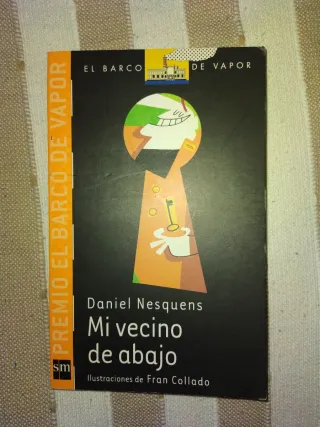 EL BARCO DE VAPOR
PREMIO EL BARCO DE VAPOR
Daniel Nesquens
Mi vecino
de abajo
Ilustraciones de Fran Collado
sm